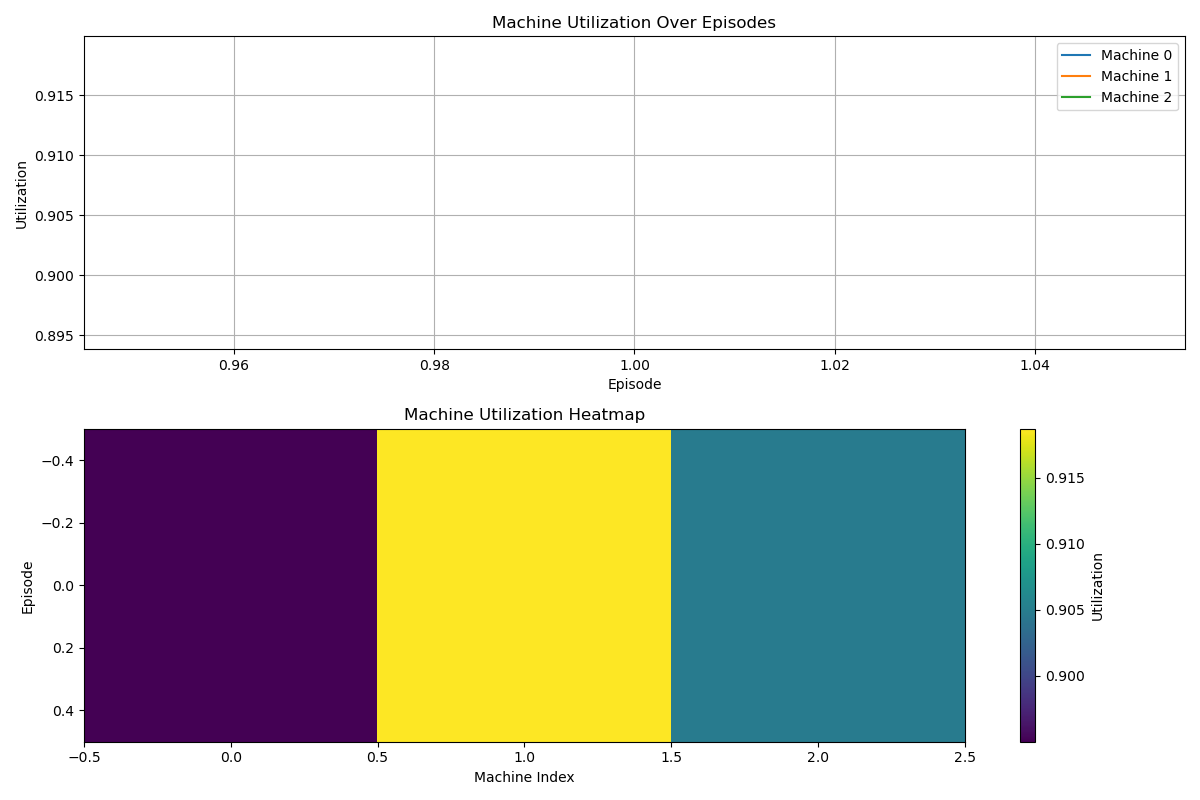 Machine Utilization Over Episodes
Machine 0
Machine 1
Machine 2
0.915
0.910
0.905
0.900
0.895
Utilization
0.96 0.98 1.00 1.02 1.04
Episode
Machine Utilization Heatmap
−0.4
−0.2
0.0
0.2
0.4
Episode
−0.5 0.0 0.5 1.0 1.5 2.0 2.5
Machine Index
0.915
0.910
0.905
0.900
Utilization